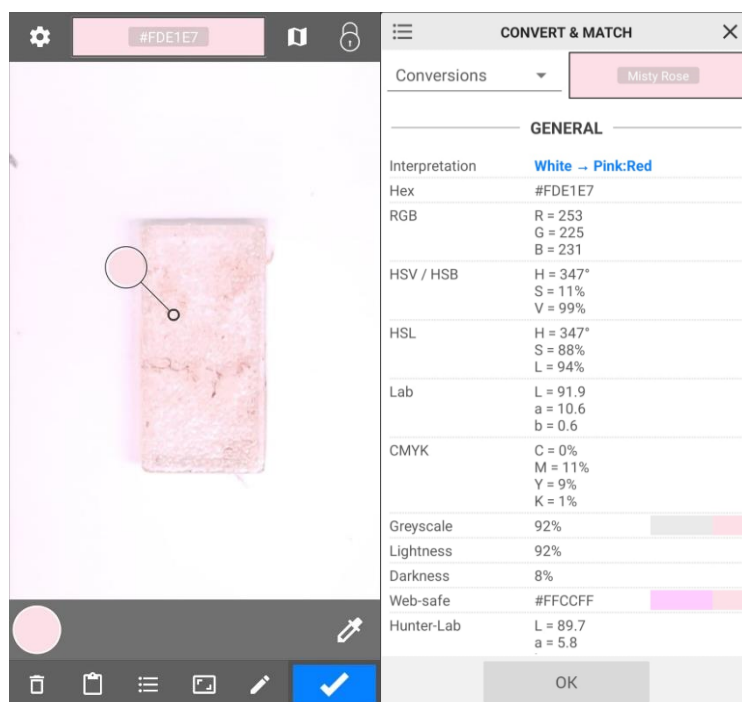 #FDE1E7
CONVERT & MATCH
Conversions
Misty Rose
GENERAL
Interpretation White → Pink:Red
Hex #FDE1E7
RGB R = 253
G = 225
B = 231
HSV / HSB H = 347°
S = 11%
V = 99%
HSL H = 347°
S = 88%
L = 94%
Lab L = 91.9
a = 10.6
b = 0.6
CMYK C = 0%
M = 11%
Y = 9%
K = 1%
Greyscale 92%
Lightness 92%
Darkness 8%
Web-safe #FFCCFF
Hunter-Lab L = 89.7
a = 5.8
OK